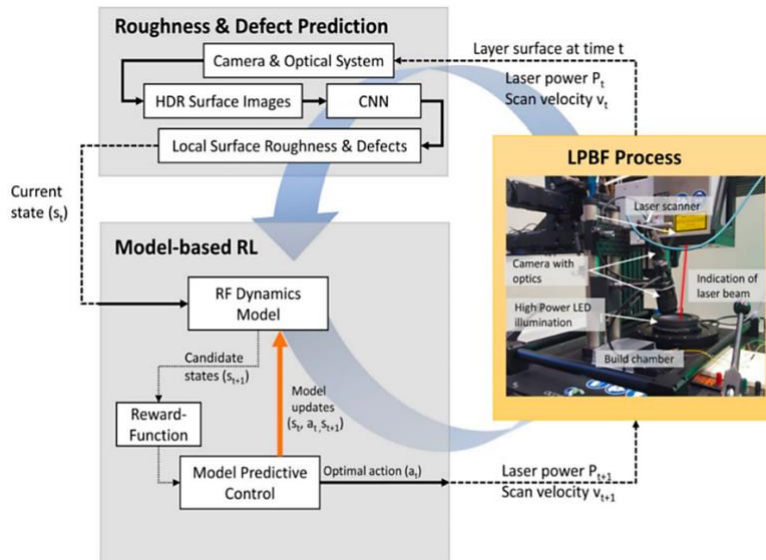 Roughness & Defect Prediction
Camera & Optical System
HDR Surface Images
CNN
Local Surface Roughness & Defects
Layer surface at time t
Laser power Pt
Scan velocity vt
LPBF Process
Laser scanner
Camera with
optics
Indication of
laser beam
High Power LED
illumination
Build chamber
Current
state (st)
Model-based RL
RF Dynamics
Model
Candidate
states (st+1)
Model
updates
(st, at, st+1)
Reward-
Function
Model Predictive
Control
Optimal action (at)
Laser power Pt+1
Scan velocity vt+1